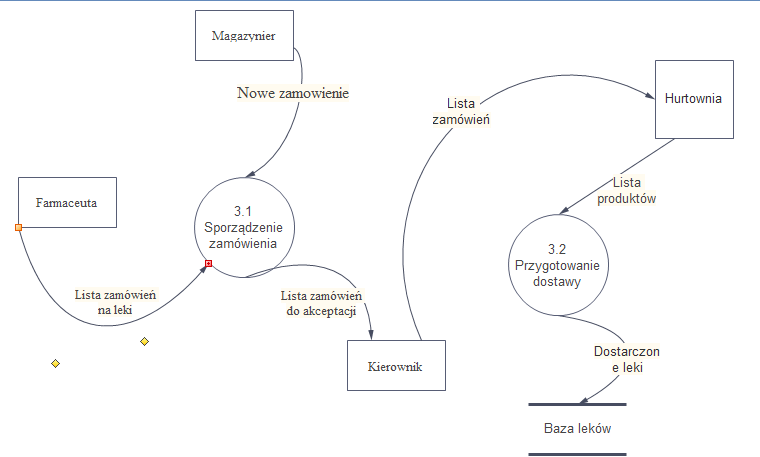 Magazynier
Nowe zamowienie
Lista
zamówień
Hurtownia
Farmaceuta
3.1
Sporządzenie
zamówienia
Lista
produktów
3.2
Przygotowanie
dostawy
Lista zamówień
na leki
Lista zamówień
do akceptacji
Kierownik
Dostarczon
e leki
Baza leków